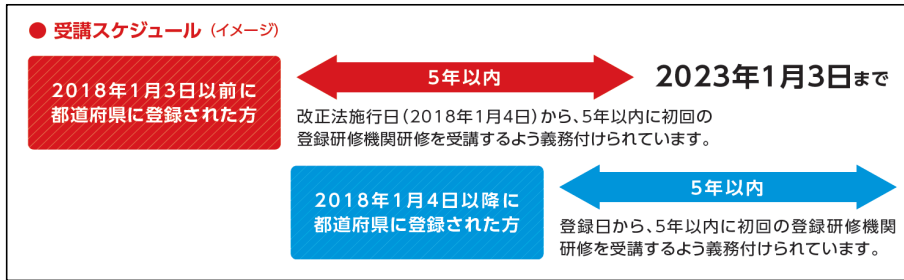 ● 受講スケジュール（イメージ）
2018年1月3日以前に
都道府県に登録された方
5年以内
2023年1月3日まで
改正法施行日（2018年1月4日）から、5年以内に初回の
登録研修機関研修を受講するよう義務付けられています。
2018年1月4日以降に
都道府県に登録された方
5年以内
登録日から、5年以内に初回の登録研修機関
研修を受講するよう義務付けられています。